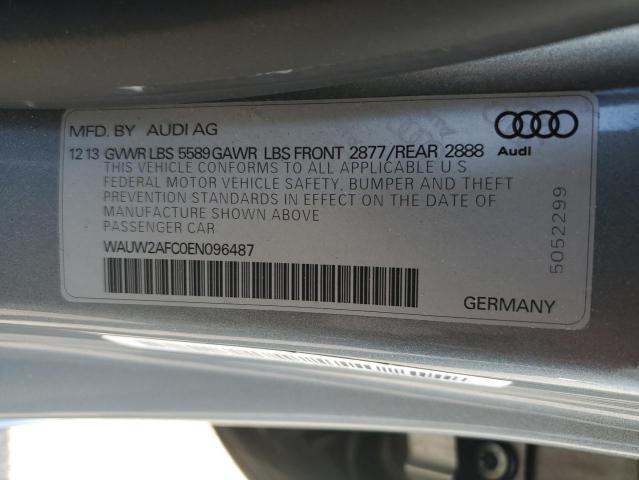 MFD. BY AUDI AG
Audi
12 13 GVWR LBS 5589 GAWR LBS FRONT 2877/REAR 2888
THIS VEHICLE CONFORMS TO ALL APPLICABLE U S
FEDERAL MOTOR VEHICLE SAFETY, BUMPER AND THEFT
PREVENTION STANDARDS IN EFFECT ON THE DATE OF
MANUFACTURE SHOWN ABOVE
PASSENGER CAR
WAUW2AFC0EN096487
5052299
GERMANY